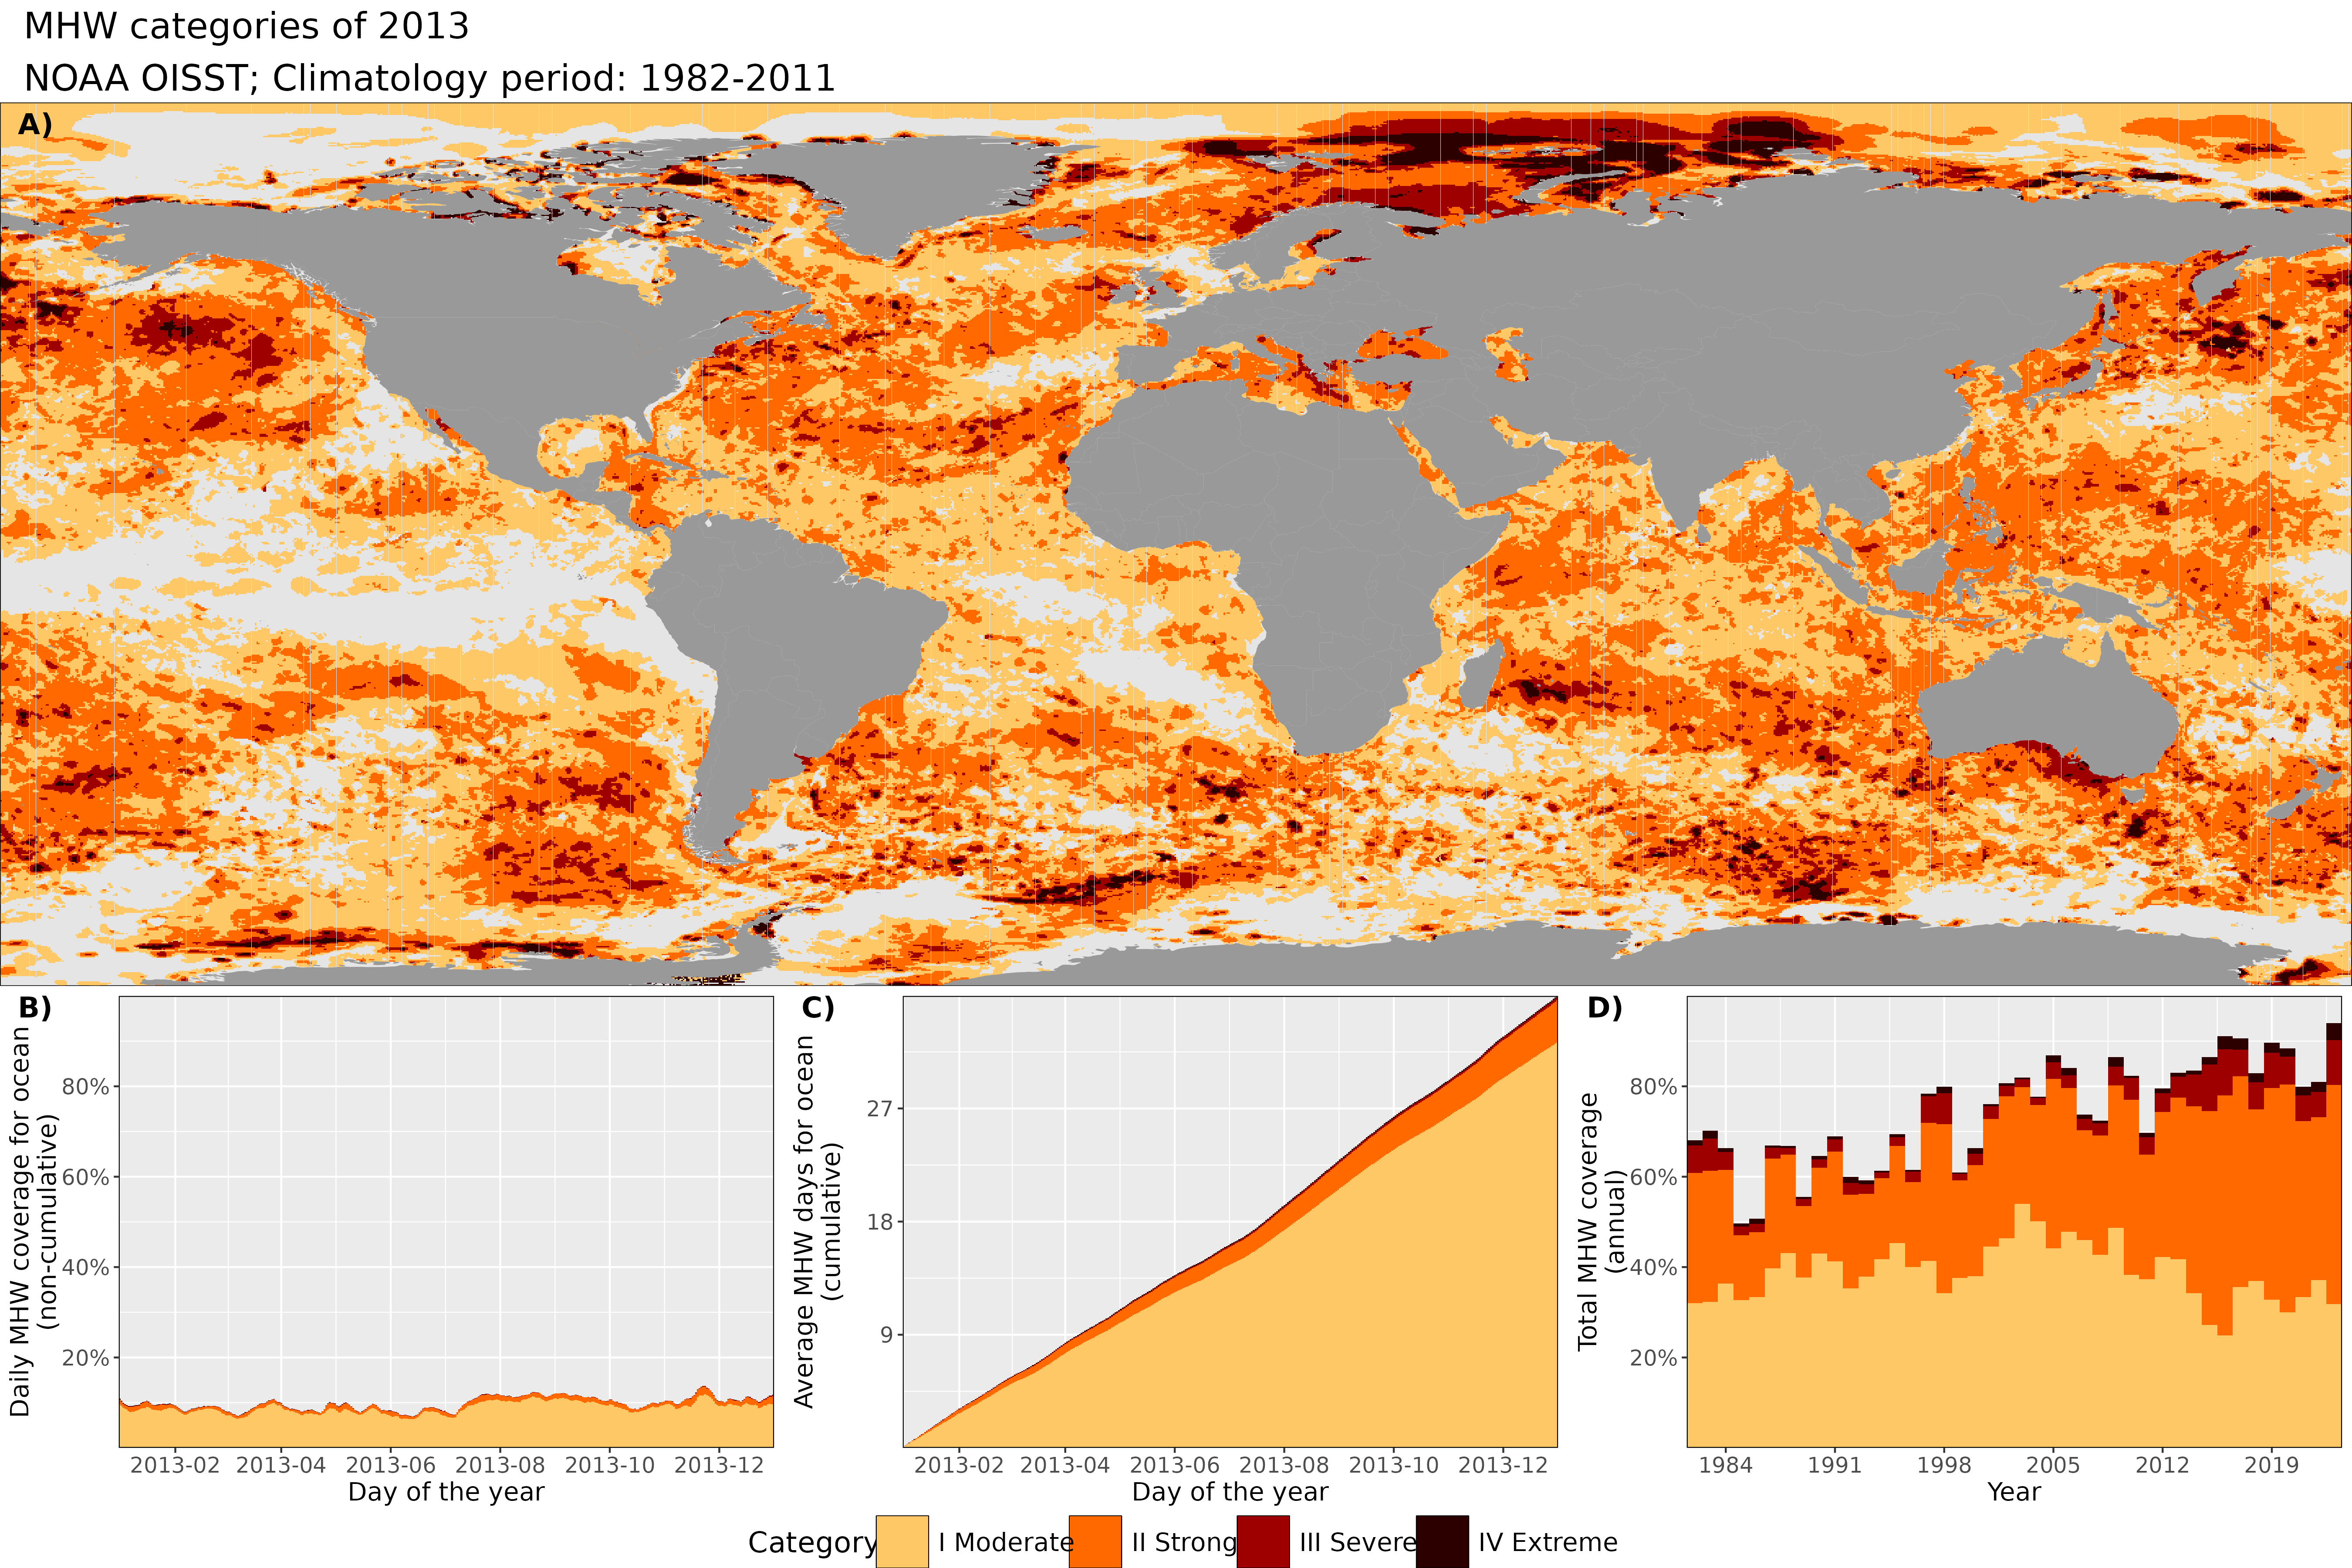 MHW categories of 2013
NOAA OISST; Climatology period: 1982-2011
A)
B)
Daily MHW coverage for ocean
(non-cumulative)
80%
60%
40%
20%
2013-02 2013-04 2013-06 2013-08 2013-10 2013-12
Day of the year
C)
Average MHW days for ocean
(cumulative)
27
18
9
2013-02 2013-04 2013-06 2013-08 2013-10 2013-12
Day of the year
D)
Total MHW coverage
(annual)
80%
60%
40%
20%
1984 1991 1998 2005 2012 2019
Year
Category I Moderate II Strong III Severe IV Extreme